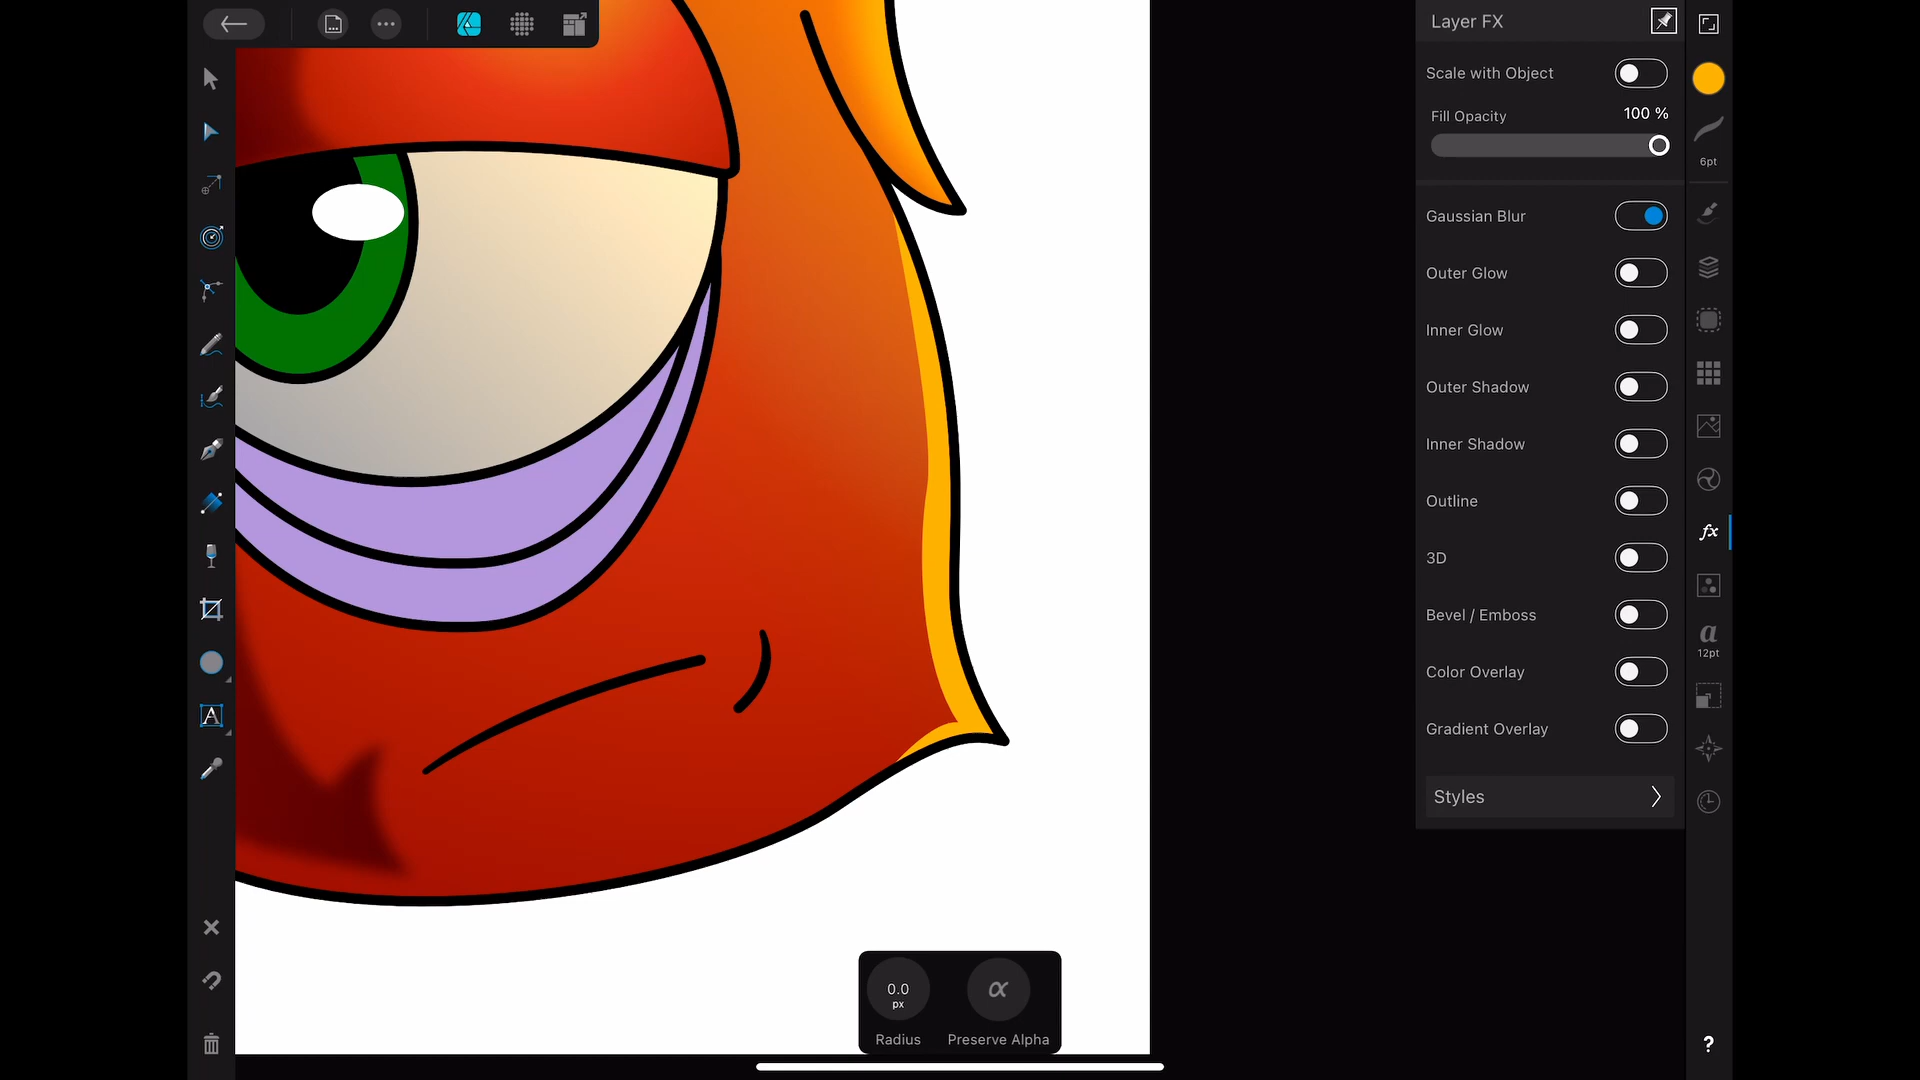 Layer FX
Scale with Object
Fill Opacity 100 %
6pt
Gaussian Blur
Outer Glow
Inner Glow
Outer Shadow
Inner Shadow
Outline
fx
3D
Bevel / Emboss
a
12pt
Color Overlay
Gradient Overlay
A
Styles
0.0
px
α
Radius
Preserve Alpha
?